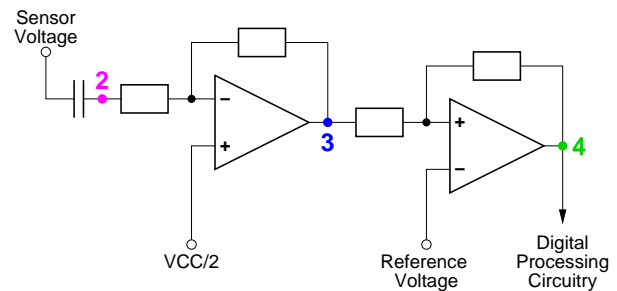 Sensor
Voltage
2
−
+
3
VCC/2
+
−
4
Reference
Voltage
Digital
Processing
Circuitry